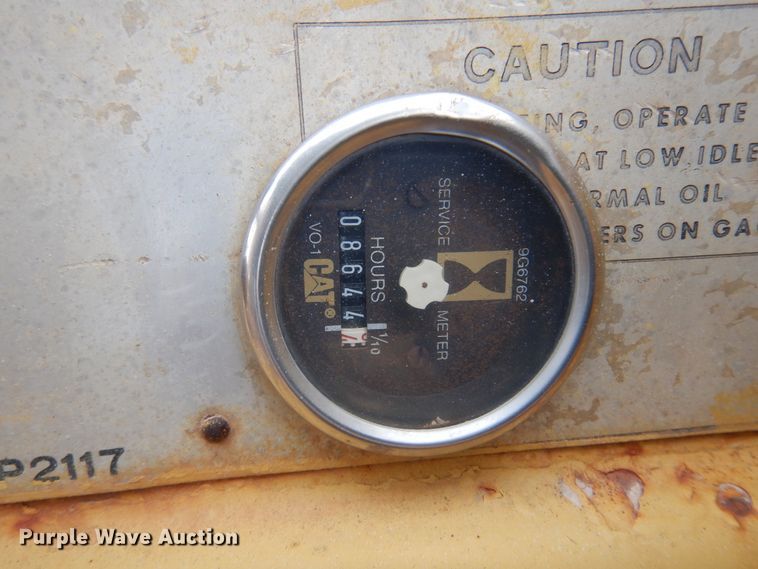 CAUTION
ING, OPERATE
AT LOW IDLE
RMAL OIL
ERS ON GA
SERVICE METER
9G6762
HOURS 1/10
08644
VO-1
CAT®
P2117
Purple Wave Auction